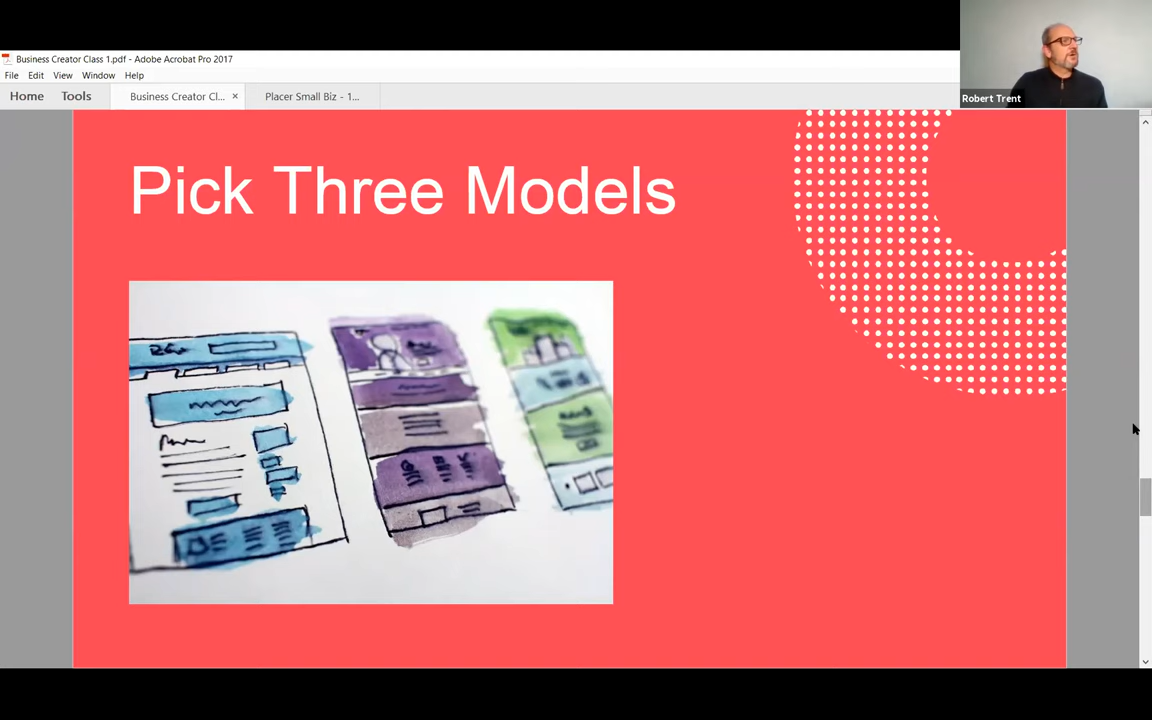 Business Creator Class 1.pdf - Adobe Acrobat Pro 2017
File Edit View Window Help
Home Tools Business Creator Cl... × Placer Small Biz - 1...
Robert Trent
Pick Three Models